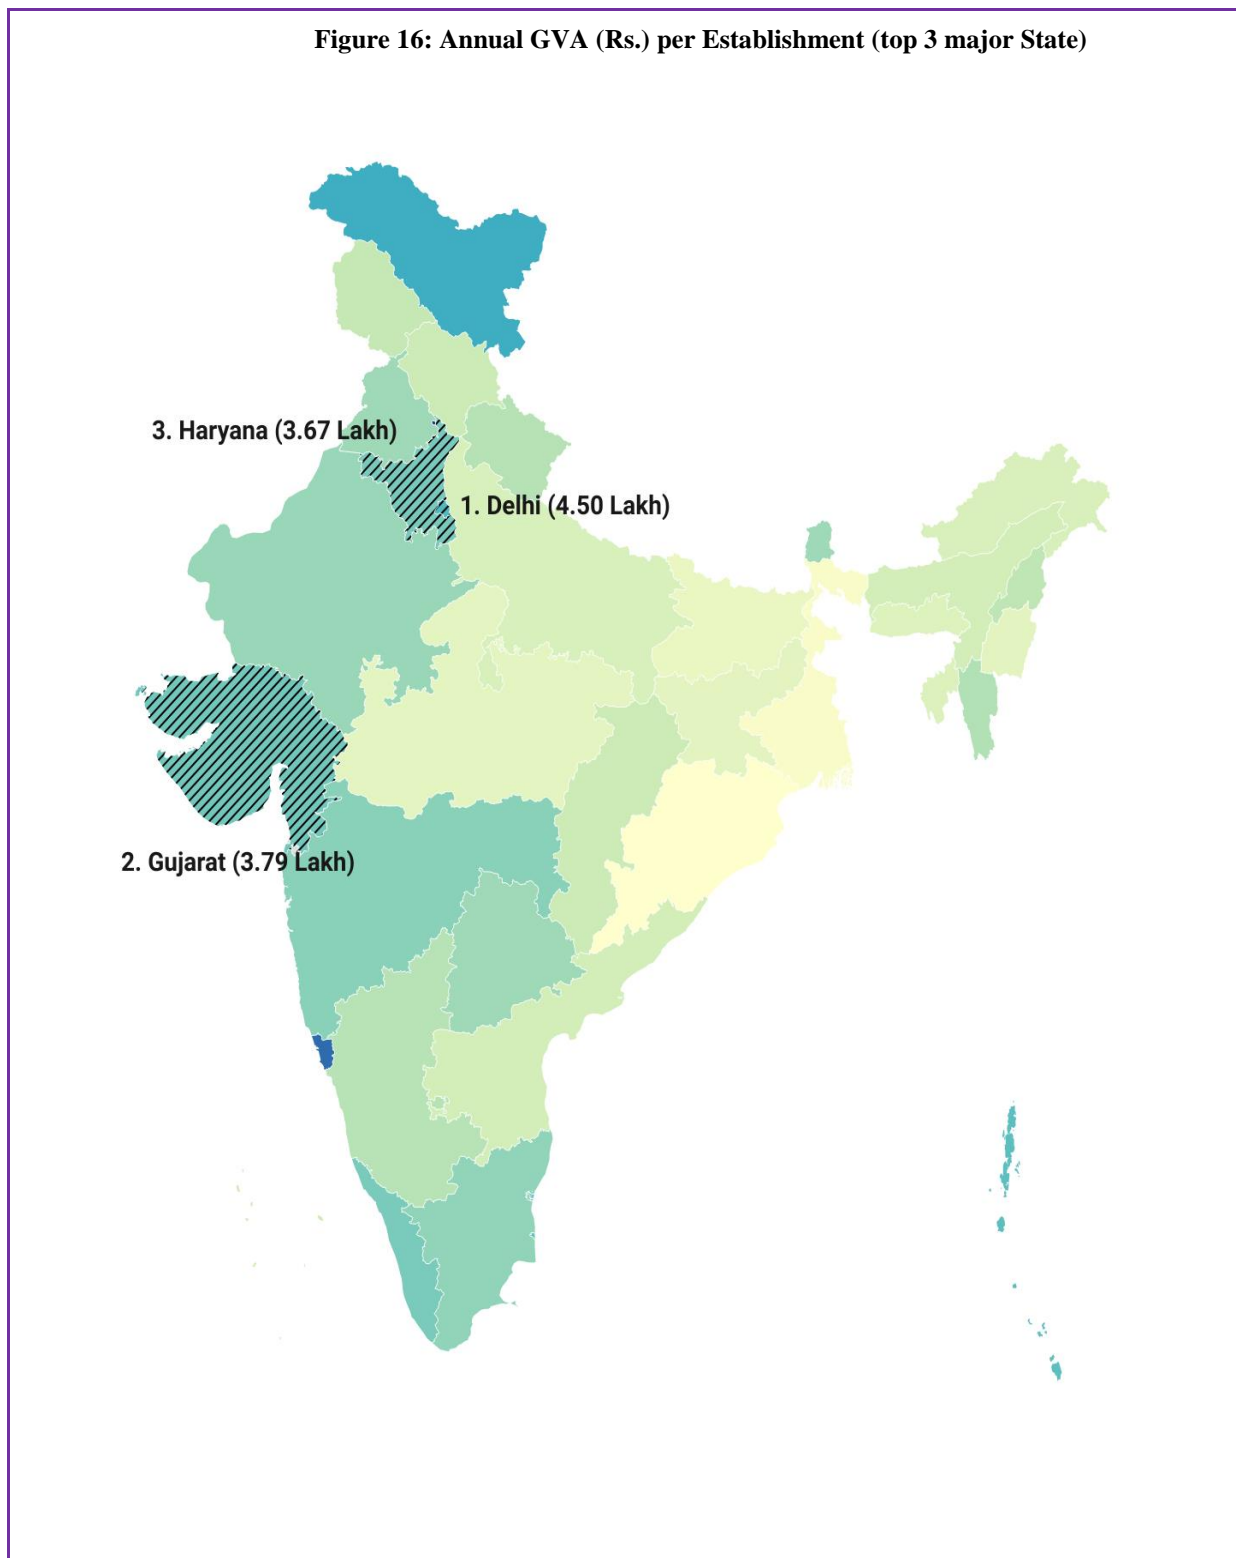 Figure 16: Annual GVA (Rs.) per Establishment (top 3 major State)
3. Haryana (3.67 Lakh)
1. Delhi (4.50 Lakh)
2. Gujarat (3.79 Lakh)